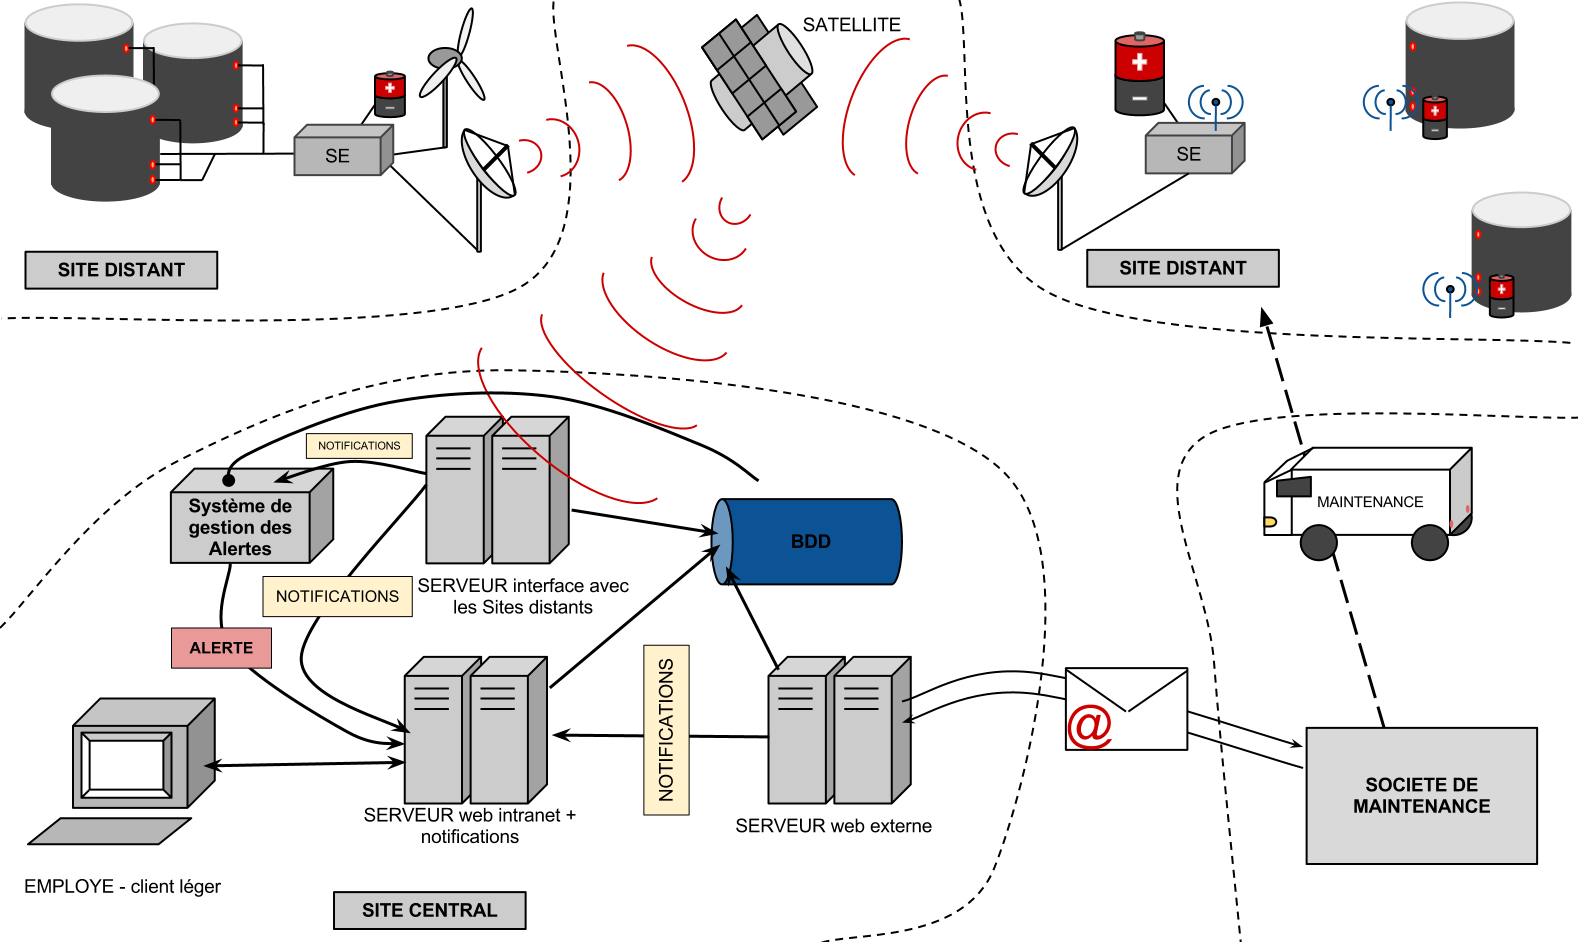 SATELLITE
SE
SE
SITE DISTANT
SITE DISTANT
NOTIFICATIONS
Système de
gestion des
Alertes
MAINTENANCE
BDD
SERVEUR interface avec
les Sites distants
NOTIFICATIONS
ALERTE
NOTIFICATIONS
@
SOCIETE DE
MAINTENANCE
SERVEUR web intranet +
notifications
SERVEUR web externe
EMPLOYE - client léger
SITE CENTRAL